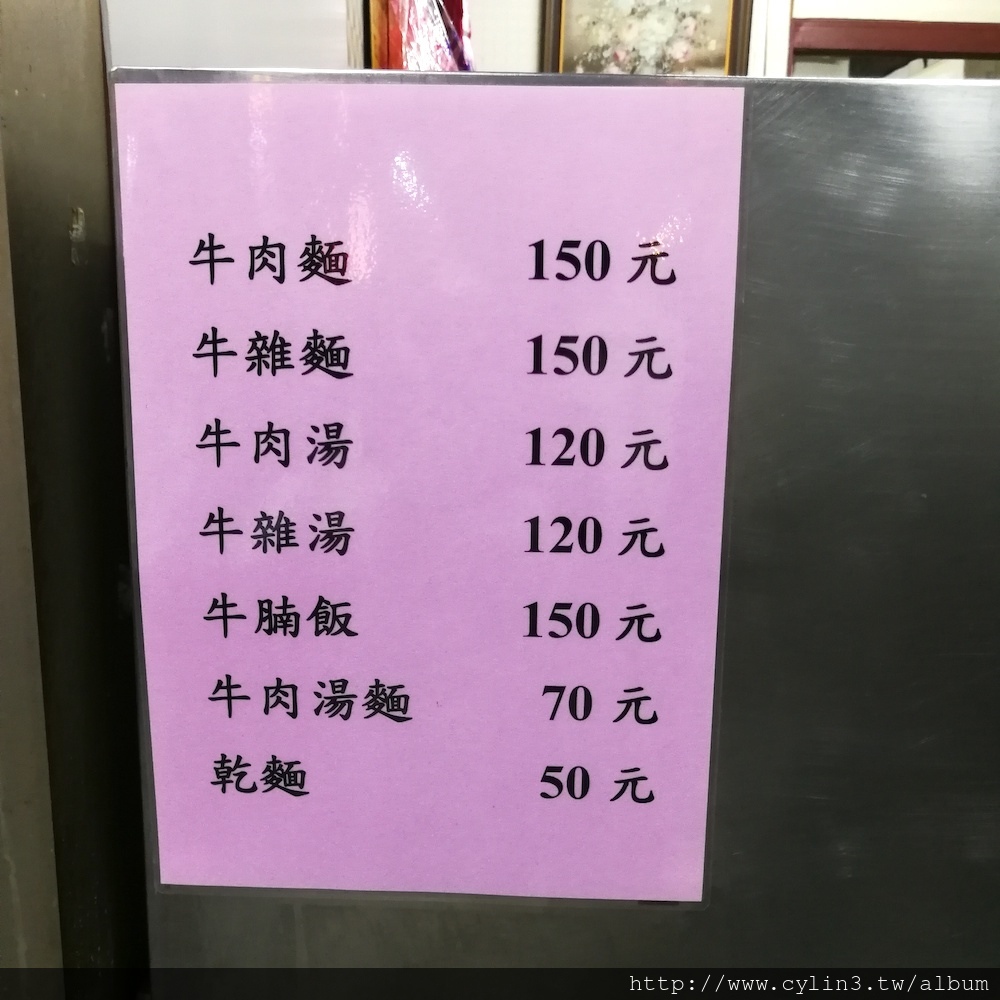 牛肉麵 150 元
牛雜麵 150 元
牛肉湯 120 元
牛雜湯 120 元
牛腩飯 150 元
牛肉湯麵 70 元
乾麵 50 元
http://www.cylin3.tw/album